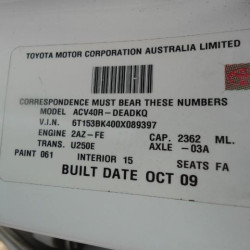 TOYOTA MOTOR CORPORATION AUSTRALIA LIMITED
CORRESPONDENCE MUST BEAR THESE NUMBERS
MODEL ACV40R-DEADKQ
V.I.N. 6T153BK400X089397
ENGINE 2AZ-FE CAP. 2362 ML.
TRANS. U250E AXLE -03A
PAINT 061 INTERIOR 15 SEATS FA
BUILT DATE OCT 09